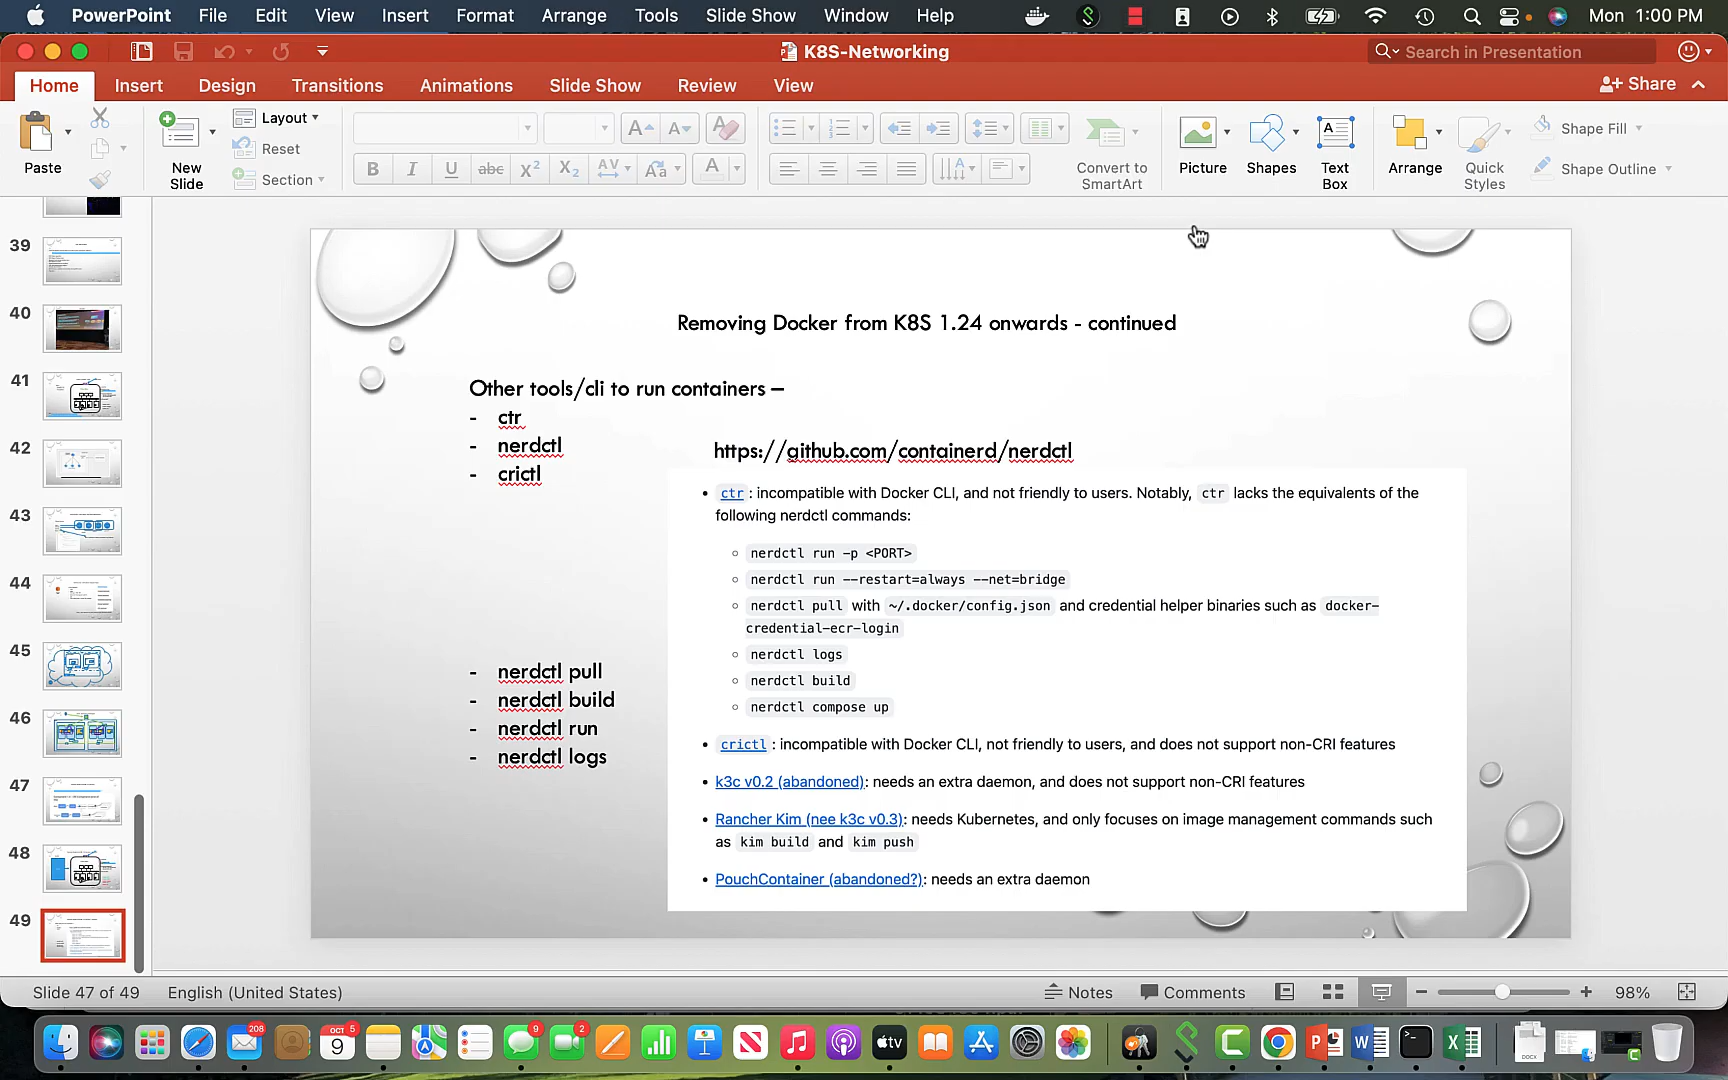 PowerPoint File Edit View Insert Format Arrange Tools Slide Show Window Help Mon 1:00 PM
K8S-Networking
Search in Presentation
Home Insert Design Transitions Animations Slide Show Review View Share
Paste
New Slide
Layout
Reset
Section
Convert to SmartArt
Picture
Shapes
Text Box
Arrange
Quick Styles
Shape Fill
Shape Outline
39
40
41
42
43
44
45
46
47
48
49
Removing Docker from K8S 1.24 onwards - continued
Other tools/cli to run containers –
- ctr
- nerdctl
- crictl
https://github.com/containerd/nerdctl
• ctr : incompatible with Docker CLI, and not friendly to users. Notably, ctr lacks the equivalents of the
following nerdctl commands:
nerdctl run -p <PORT>
nerdctl run --restart=always --net=bridge
nerdctl pull with ~/.docker/config.json and credential helper binaries such as docker-
credential-ecr-login
nerdctl logs
nerdctl build
nerdctl compose up
- nerdctl pull
- nerdctl build
- nerdctl run
- nerdctl logs
• crictl : incompatible with Docker CLI, not friendly to users, and does not support non-CRI features
• k3c v0.2 (abandoned): needs an extra daemon, and does not support non-CRI features
• Rancher Kim (nee k3c v0.3): needs Kubernetes, and only focuses on image management commands such
as kim build and kim push
• PouchContainer (abandoned?): needs an extra daemon
Slide 47 of 49 English (United States) Notes Comments 98%
208
OCT 5
9
9
2
tv
DOCX